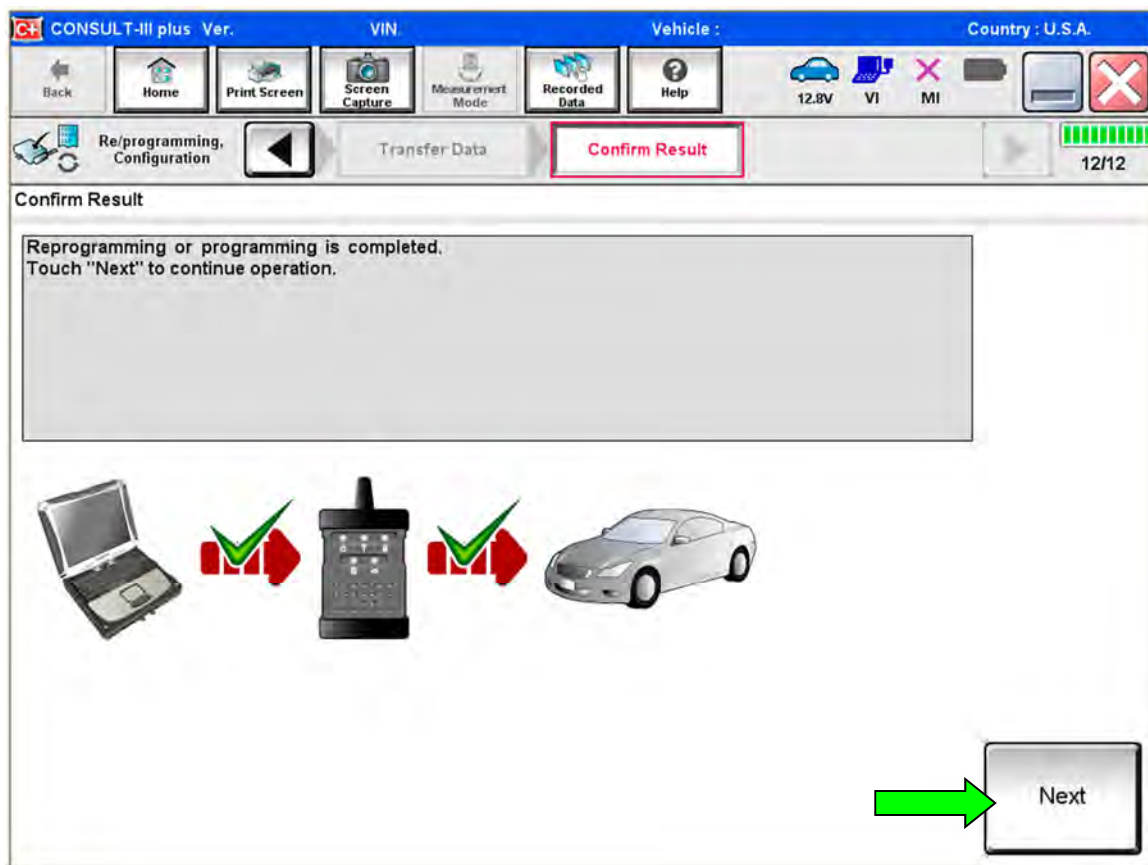 C+ CONSULT-III plus Ver. VIN Vehicle : Country : U.S.A.
Back
Home
Print Screen
Screen
Capture
Measurement
Mode
Recorded
Data
Help
12.8V VI MI
Re/programming,
Configuration
Transfer Data
Confirm Result
12/12
Confirm Result
Reprogramming or programming is completed.
Touch "Next" to continue operation.
Next